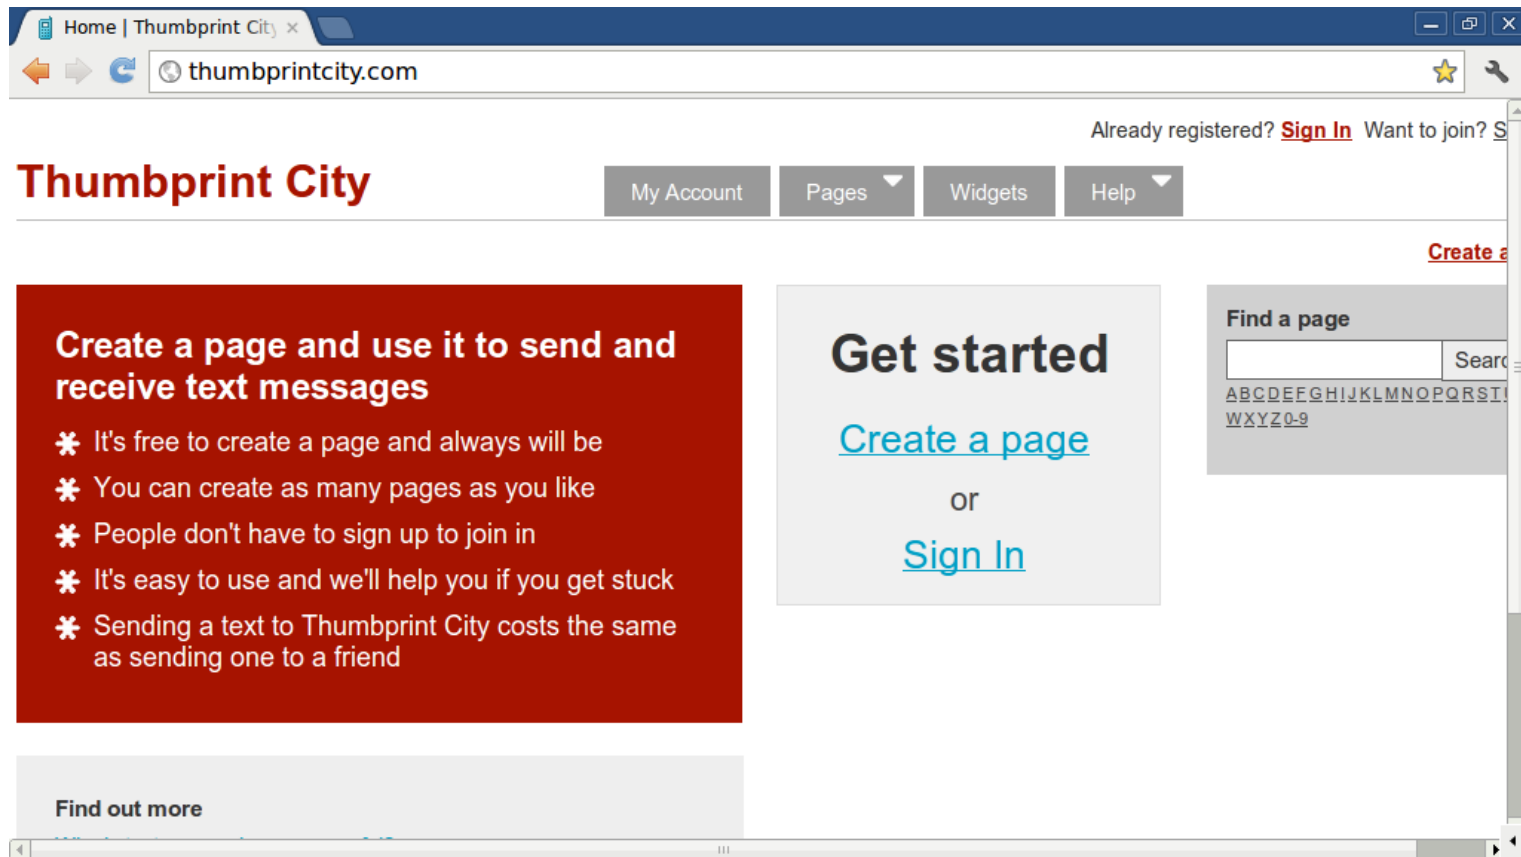 Home | Thumbprint City
thumbprintcity.com
Already registered? Sign In Want to join? S
Thumbprint City
My Account Pages Widgets Help
Create a
Create a page and use it to send and
receive text messages
It's free to create a page and always will be
You can create as many pages as you like
People don't have to sign up to join in
It's easy to use and we'll help you if you get stuck
Sending a text to Thumbprint City costs the same
as sending one to a friend
Get started
Create a page
or
Sign In
Find a page
Searc
A B C D E F G H I J K L M N O P Q R S T
W X Y Z 0-9
Find out more